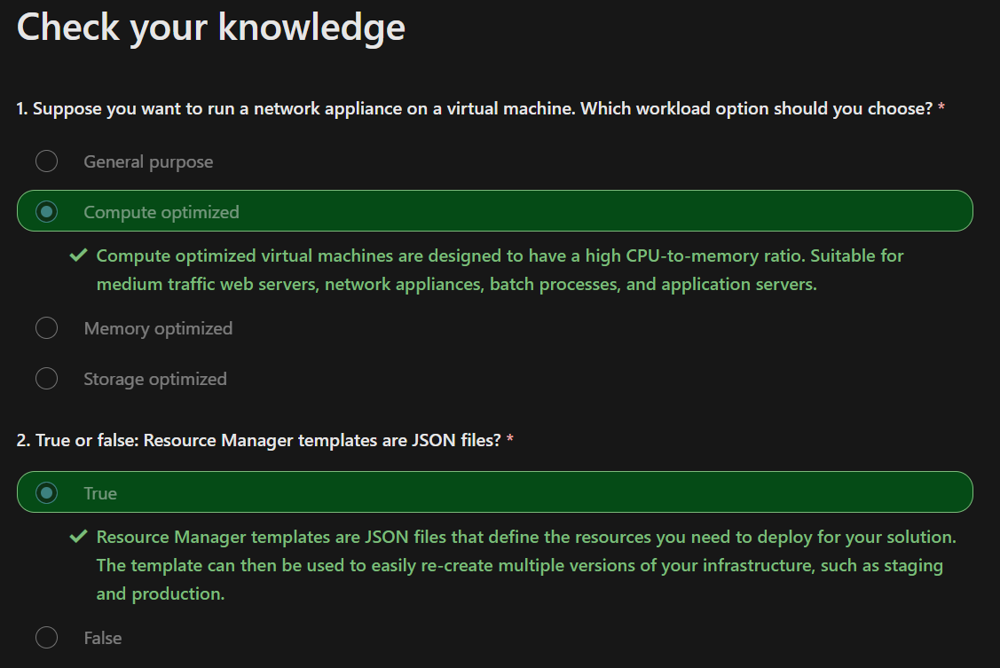 Check your knowledge
1. Suppose you want to run a network appliance on a virtual machine. Which workload option should you choose? *
General purpose
Compute optimized
Compute optimized virtual machines are designed to have a high CPU-to-memory ratio. Suitable for
medium traffic web servers, network appliances, batch processes, and application servers.
Memory optimized
Storage optimized
2. True or false: Resource Manager templates are JSON files? *
True
Resource Manager templates are JSON files that define the resources you need to deploy for your solution.
The template can then be used to easily re-create multiple versions of your infrastructure, such as staging
and production.
False